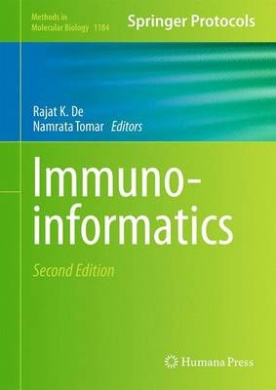 Methods in
Molecular Biology 1184
Springer Protocols
Rajat K. De
Namrata Tomar Editors
Immuno-
informatics
Second Edition
Humana Press